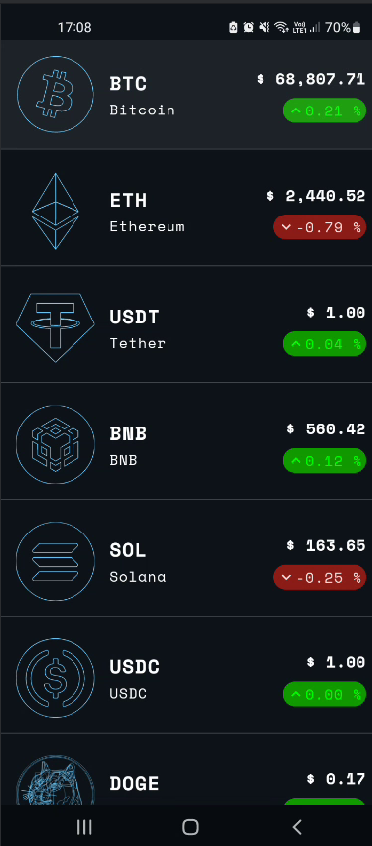 17:08
Vo)) LTE1 70%
BTC
$ 68,807.71
Bitcoin
0.21 %
ETH
$ 2,440.52
Ethereum
-0.79 %
USDT
$ 1.00
Tether
0.04 %
BNB
$ 560.42
BNB
0.12 %
SOL
$ 163.65
Solana
-0.25 %
USDC
$ 1.00
USDC
0.00 %
DOGE
$ 0.17